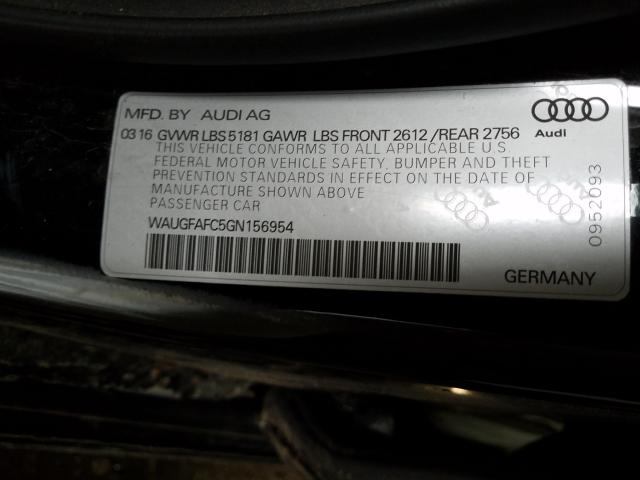 MFD. BY AUDI AG
03 16 GVWR LBS 5181 GAWR LBS FRONT 2612 /REAR 2756
THIS VEHICLE CONFORMS TO ALL APPLICABLE U.S.
FEDERAL MOTOR VEHICLE SAFETY, BUMPER AND THEFT
PREVENTION STANDARDS IN EFFECT ON THE DATE OF
MANUFACTURE SHOWN ABOVE
PASSENGER CAR
WAUGFAFC5GN156954
Audi
0952093
GERMANY